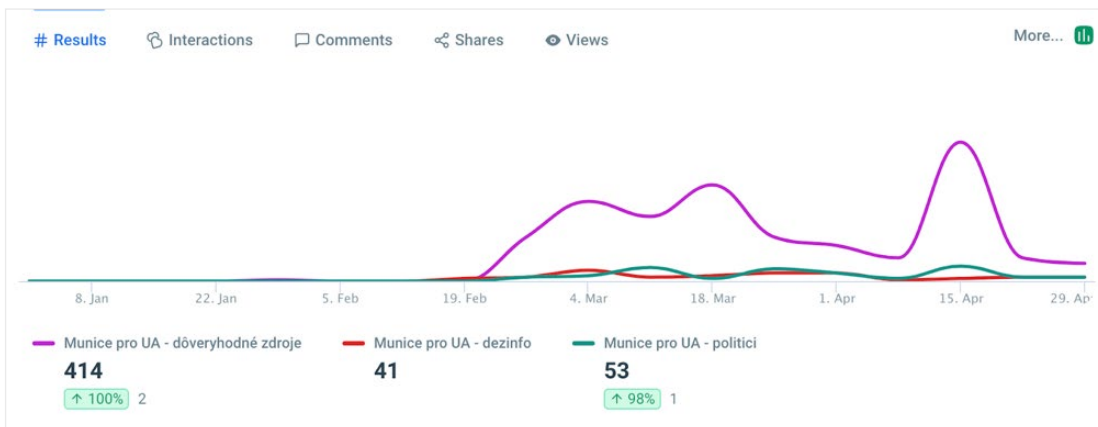 # Results Interactions Comments Shares Views More...
8. Jan 22. Jan 5. Feb 19. Feb 4. Mar 18. Mar 1. Apr 15. Apr 29. Ap
Munice pro UA - dôveryhodné zdroje Munice pro UA - dezinfo Munice pro UA - politici
414 41 53
↑ 100% 2 ↑ 98% 1